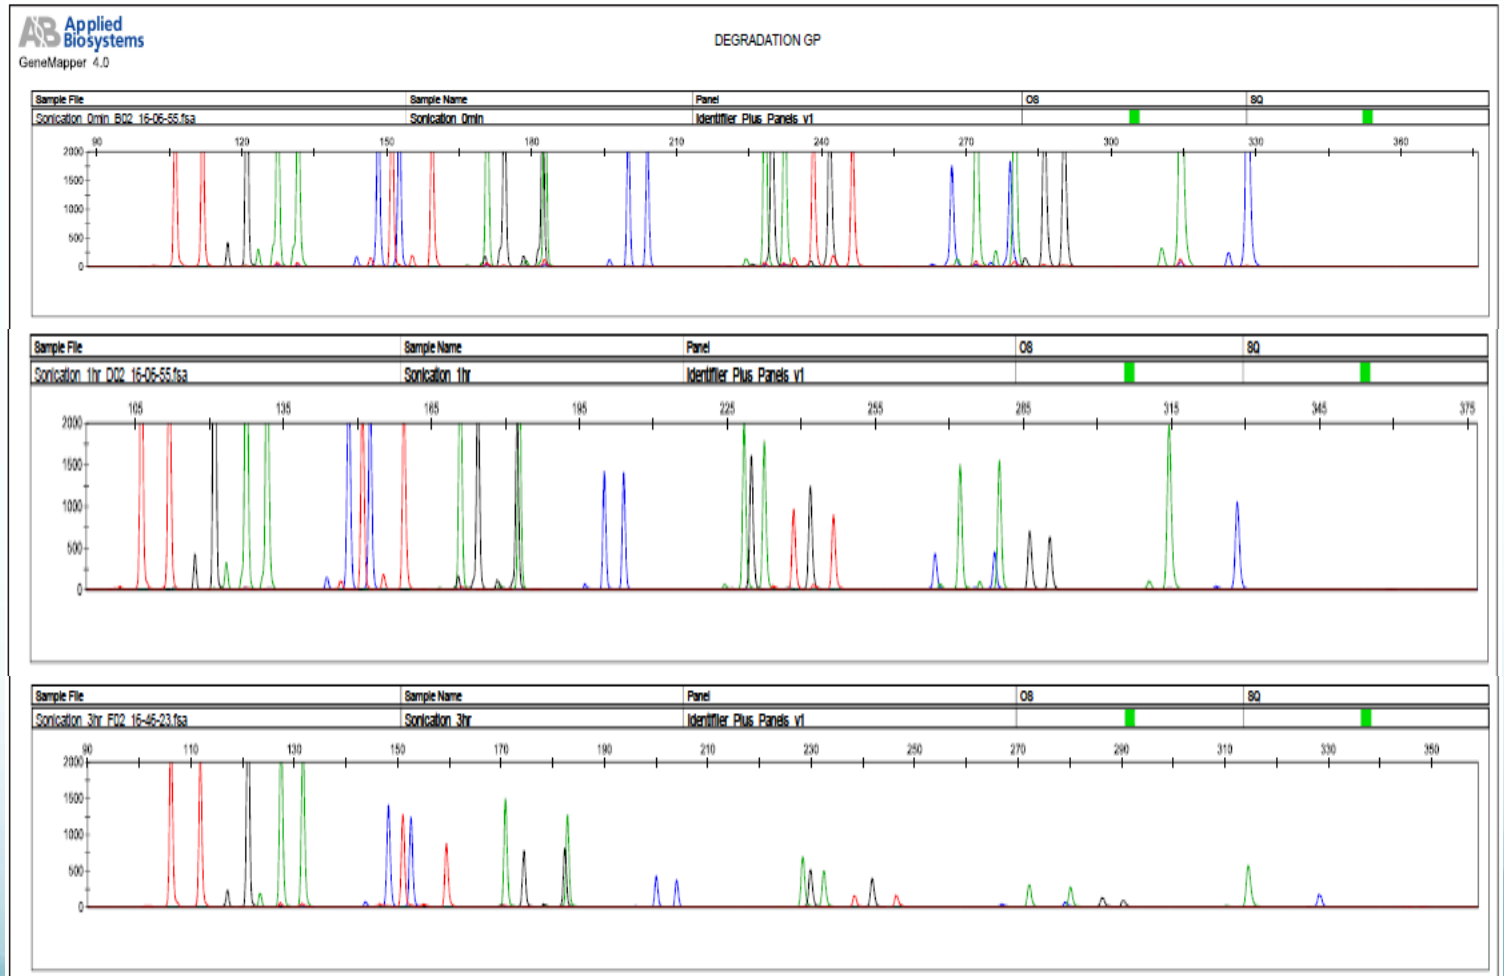 Applied
Biosystems
GeneMapper 4.0
DEGRADATION GP
Sample File Sample Name Panel OS SQ
Sonication_0min_B02_16-06-55.fsa Sonication_0min Identifiler_Plus_Panels_v1
90 120 150 180 210 240 270 300 330 360
2000
1500
1000
500
0
Sample File Sample Name Panel OS SQ
Sonication_1hr_D02_16-06-55.fsa Sonication_1hr Identifiler_Plus_Panels_v1
105 135 165 195 225 255 285 315 345 375
2000
1500
1000
500
0
Sample File Sample Name Panel OS SQ
Sonication_3hr_F02_16-46-23.fsa Sonication_3hr Identifiler_Plus_Panels_v1
90 110 130 150 170 190 210 230 250 270 290 310 330 350
2000
1500
1000
500
0